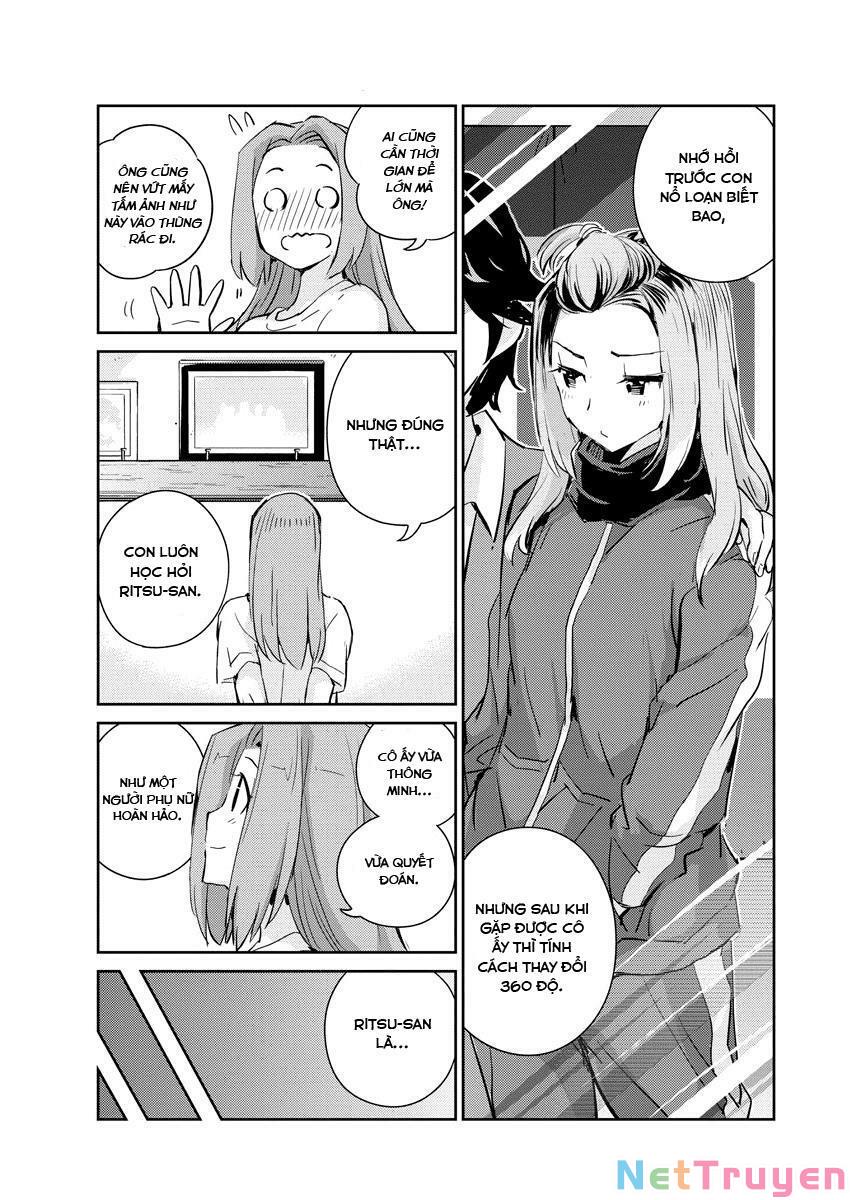 NHỚ HỒI
TRƯỚC CON
NỔ LOẠN BIẾT
BAO,
NHƯNG SAU KHI
GẶP ĐƯỢC CÔ
ẤY THÌ TÍNH
CÁCH THAY ĐỔI
360 ĐỘ.
AI CŨNG
CẦN THỜI
GIAN ĐỂ
LỚN MÀ
ÔNG!
ÔNG CŨNG
NÊN VỨT MẤY
TẤM ẢNH NHƯ
NÀY VÀO THÙNG
RÁC ĐI.
NHƯNG ĐÚNG
THẬT...
CON LUÔN
HỌC HỎI
RITSU-SAN.
CÔ ẤY VỪA
THÔNG
MINH...
VỪA QUYẾT
ĐOÁN.
NHƯ MỘT
NGƯỜI PHỤ NỮ
HOÀN HẢO.
RITSU-SAN
LÀ...
NetTruyen